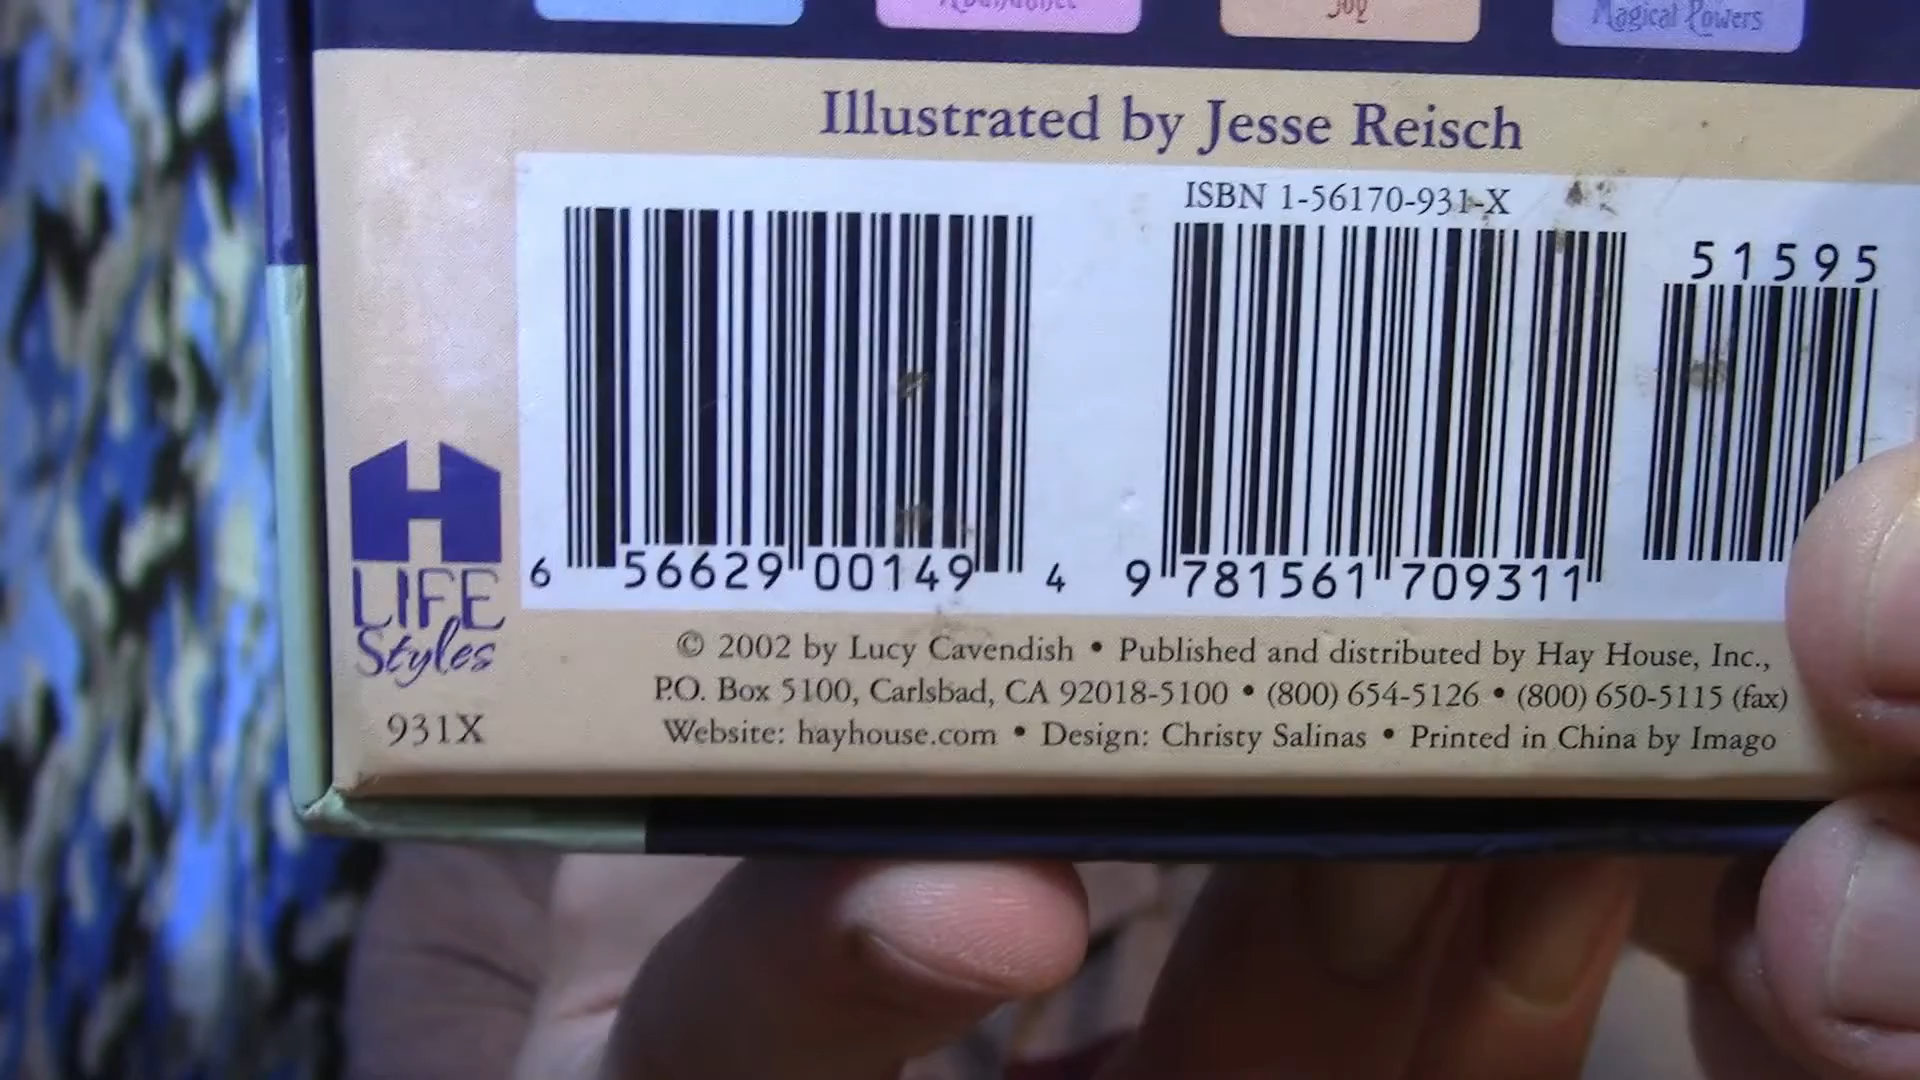 Abundance
Joy
Magical Powers
Illustrated by Jesse Reisch
ISBN 1-56170-931-X
51595
6 56629 00149 4
9 781561 709311
H
LIFE
Styles
931X
© 2002 by Lucy Cavendish • Published and distributed by Hay House, Inc.,
P.O. Box 5100, Carlsbad, CA 92018-5100 • (800) 654-5126 • (800) 650-5115 (fax)
Website: hayhouse.com • Design: Christy Salinas • Printed in China by Imago